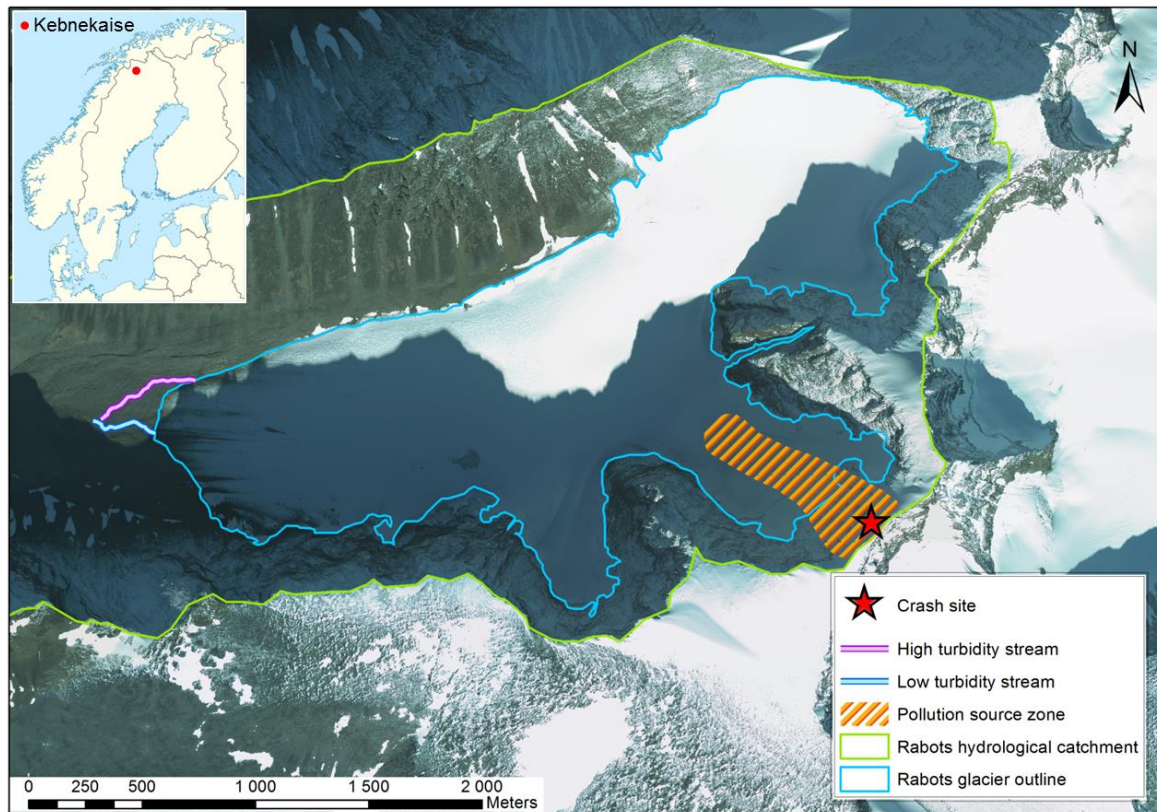 Kebnekaise
N
Crash site
High turbidity stream
Low turbidity stream
Pollution source zone
Rabots hydrological catchment
Rabots glacier outline
0 250 500 1 000 1 500 2 000
Meters